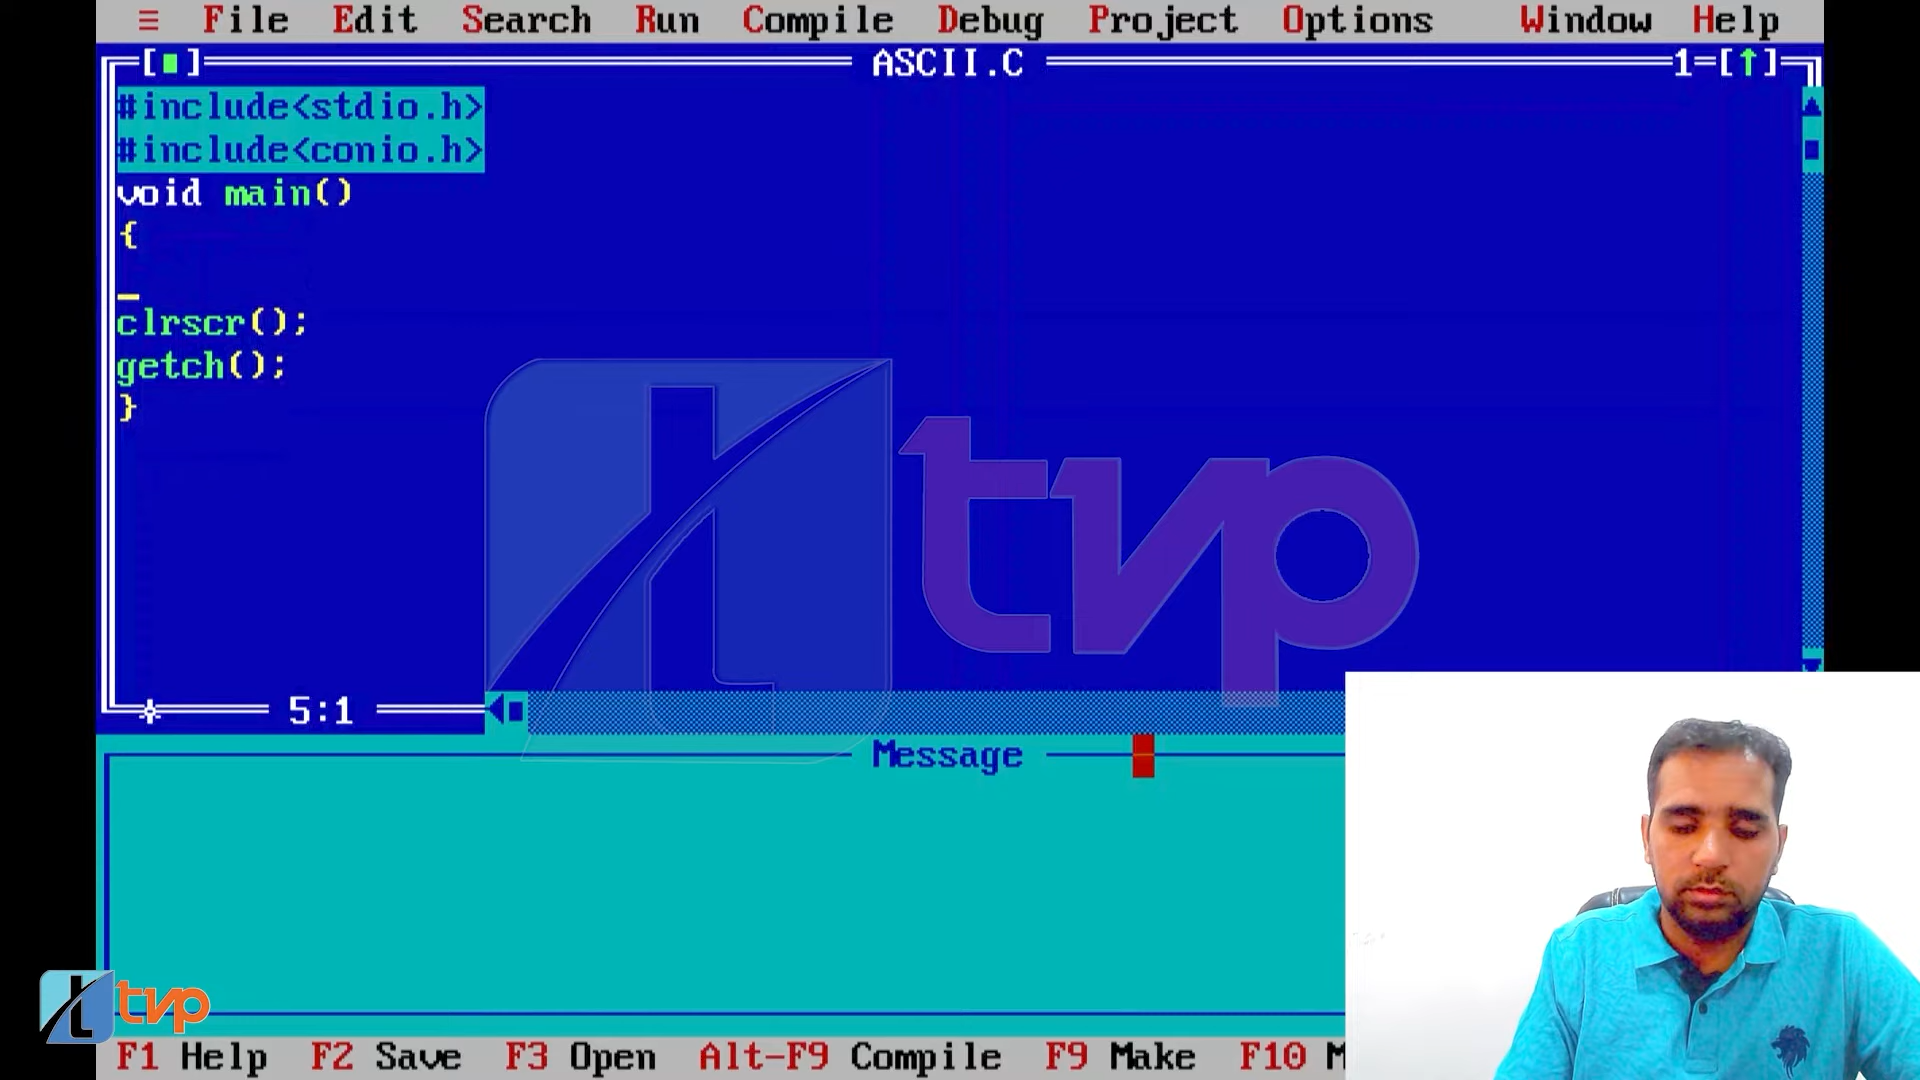 ≡ File Edit Search Run Compile Debug Project Options Window Help
[■] ASCII.C 1=[↑]
#include<stdio.h>
#include<conio.h>
void main()
{
clrscr();
getch();
}
tvp
5:1
Message
tvp
F1 Help F2 Save F3 Open Alt-F9 Compile F9 Make F10